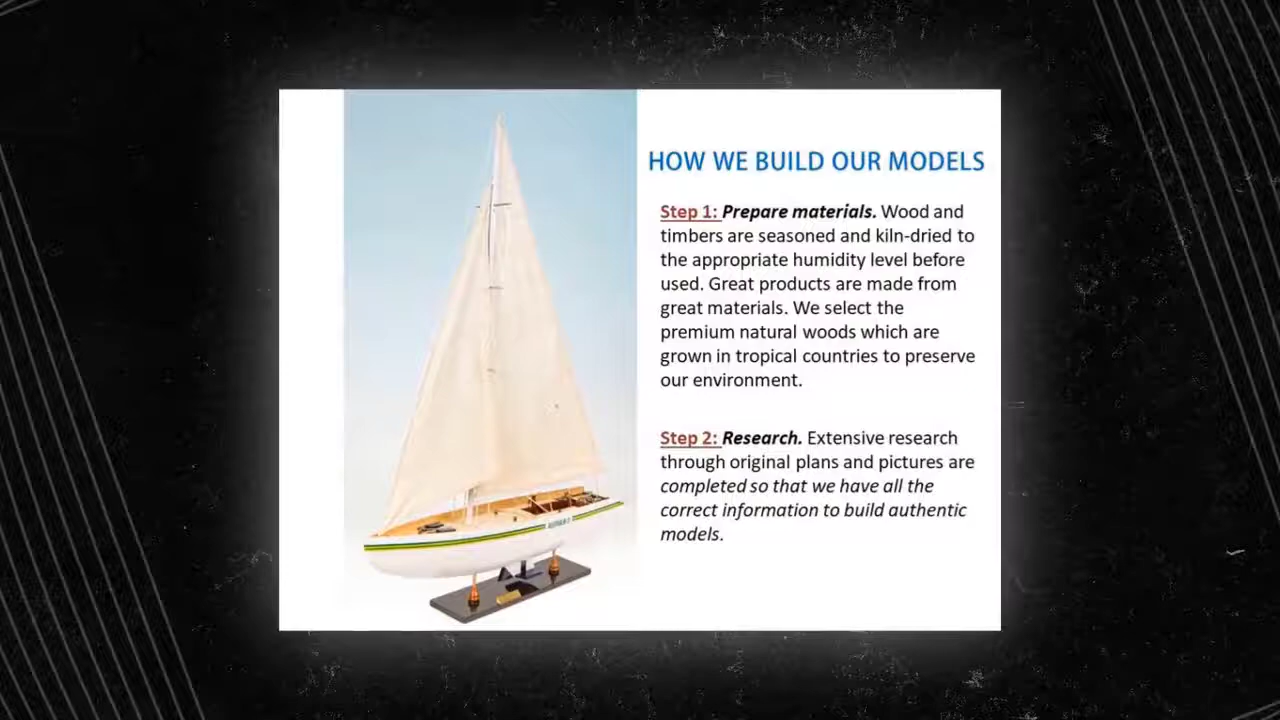 HOW WE BUILD OUR MODELS
Step 1: Prepare materials. Wood and
timbers are seasoned and kiln-dried to
the appropriate humidity level before
used. Great products are made from
great materials. We select the
premium natural woods which are
grown in tropical countries to preserve
our environment.
Step 2: Research. Extensive research
through original plans and pictures are
completed so that we have all the
correct information to build authentic
models.